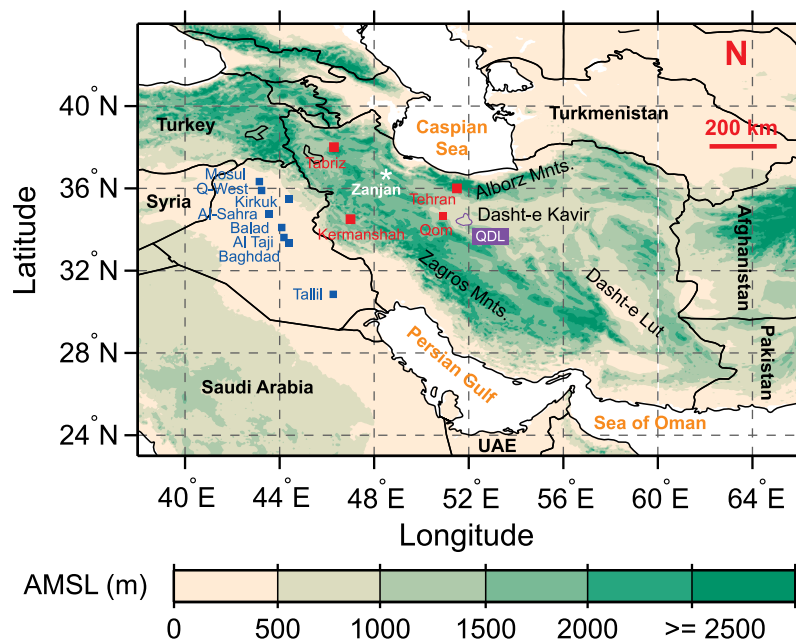 N
40°N
Turkmenistan
Turkey
Caspian
Sea
200 km
Tabriz
Mosul
Zanjan
Alborz Mnts.
36°N
Q-West
Tehran
Syria
Kirkuk
Al-Sahra
Dasht-e Kavir
Afghanistan
Balad
Kermanshah
Qom
QDL
Al Taji
Baghdad
32°N
Zagros Mnts.
Dasht-e Lut
Tallil
Latitude
28°N
Persian Gulf
Pakistan
Saudi Arabia
Sea of Oman
24°N
UAE
40°E
44°E
48°E
52°E
56°E
60°E
64°E
Longitude
AMSL (m)
0
500
1000
1500
2000
>= 2500